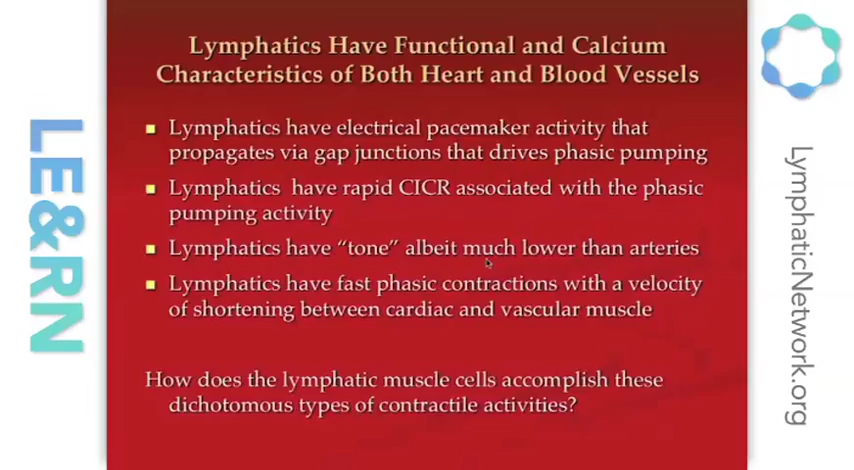 Lymphatics Have Functional and Calcium
Characteristics of Both Heart and Blood Vessels
Lymphatics have electrical pacemaker activity that
propagates via gap junctions that drives phasic pumping
Lymphatics have rapid CICR associated with the phasic
pumping activity
Lymphatics have “tone” albeit much lower than arteries
Lymphatics have fast phasic contractions with a velocity
of shortening between cardiac and vascular muscle
How does the lymphatic muscle cells accomplish these
dichotomous types of contractile activities?
LE&RN
LymphaticNetwork.org